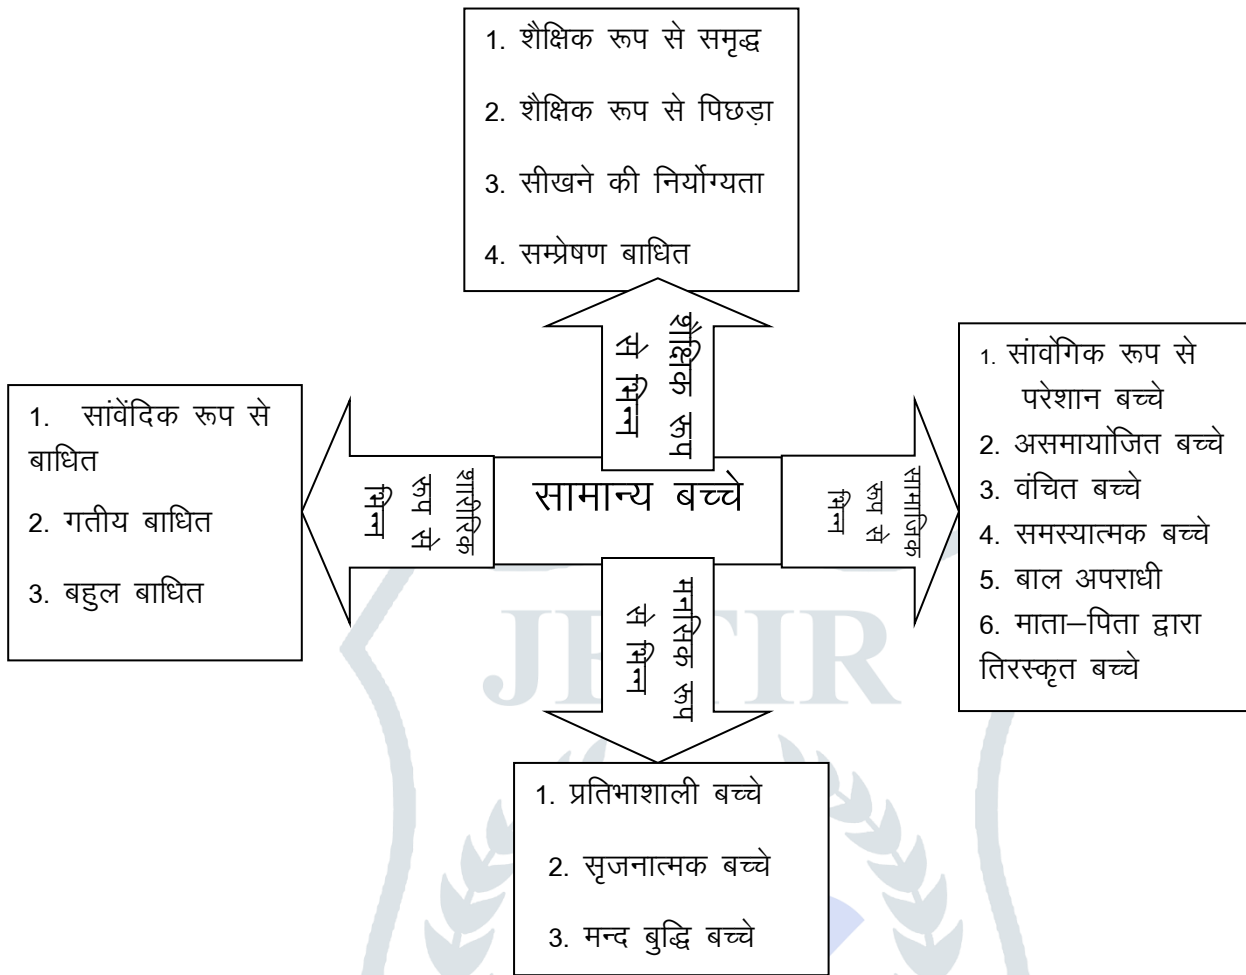 1. शैक्षिक रूप से समृद्ध
2. शैक्षिक रूप से पिछड़ा
3. सीखने की निर्योग्यता
4. सम्प्रेषण बाधित
शैक्षिक रूप
से भिन्न
1. सांवेंदिक रूप से
बाधित
2. गतीय बाधित
3. बहुल बाधित
शारीरिक
रूप से
भिन्न
सामान्य बच्चे
सामाजिक
रूप से
भिन्न
1. सांवेगिक रूप से
परेशान बच्चे
2. असमायोजित बच्चे
3. वंचित बच्चे
4. समस्यात्मक बच्चे
5. बाल अपराधी
6. माता–पिता द्वारा
तिरस्कृत बच्चे
मनसिक रूप
से भिन्न
JETIR
1. प्रतिभाशाली बच्चे
2. सृजनात्मक बच्चे
3. मन्द बुद्धि बच्चे